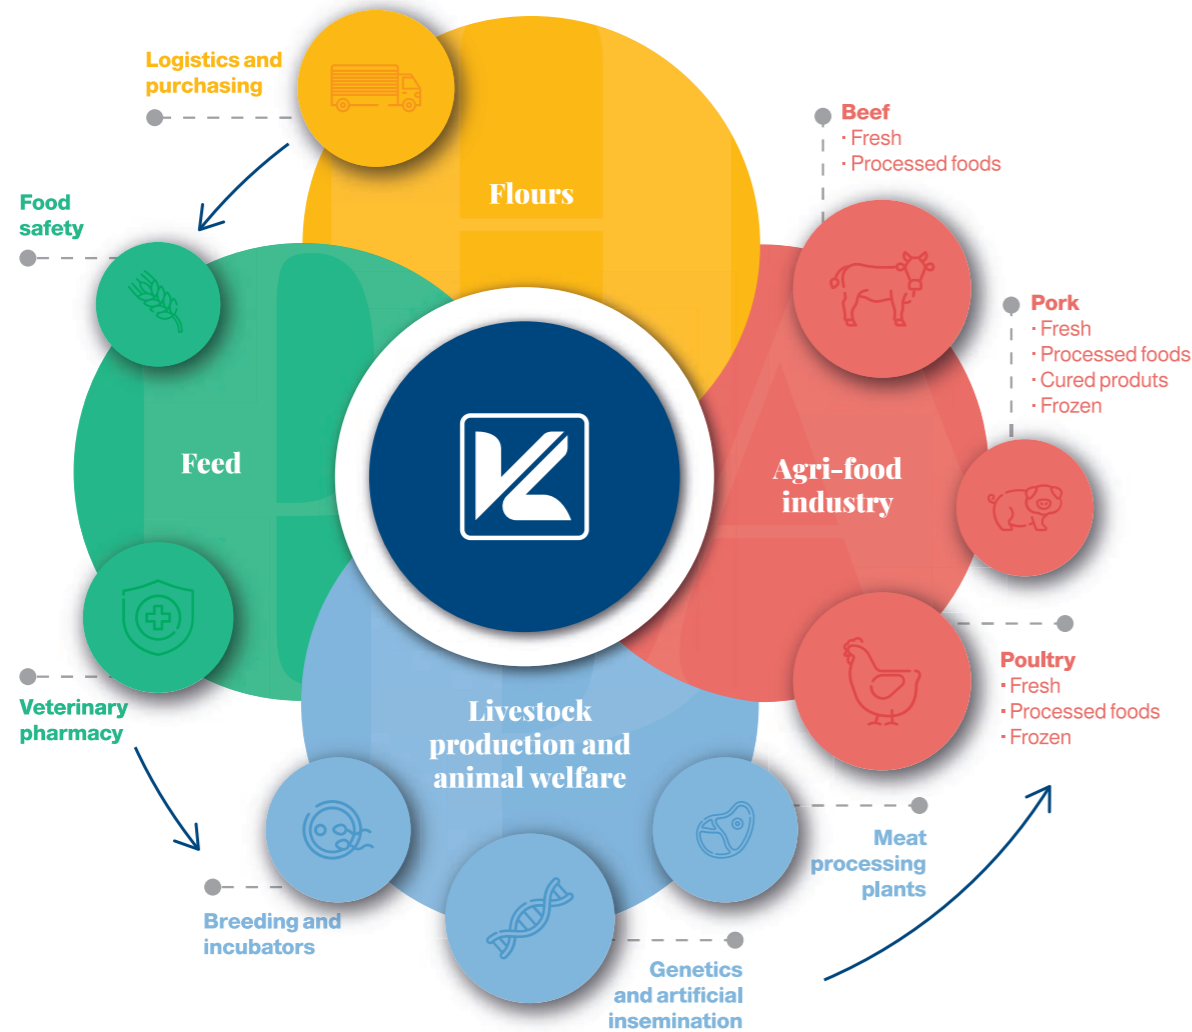 Logistics and
purchasing
Flours
Beef
· Fresh
· Processed foods
Food
safety
Pork
· Fresh
· Processed foods
· Cured produts
· Frozen
Feed
Agri-food
industry
Veterinary
pharmacy
Poultry
· Fresh
· Processed foods
· Frozen
Livestock
production and
animal welfare
Meat
processing
plants
Breeding and
incubators
Genetics
and artificial
insemination